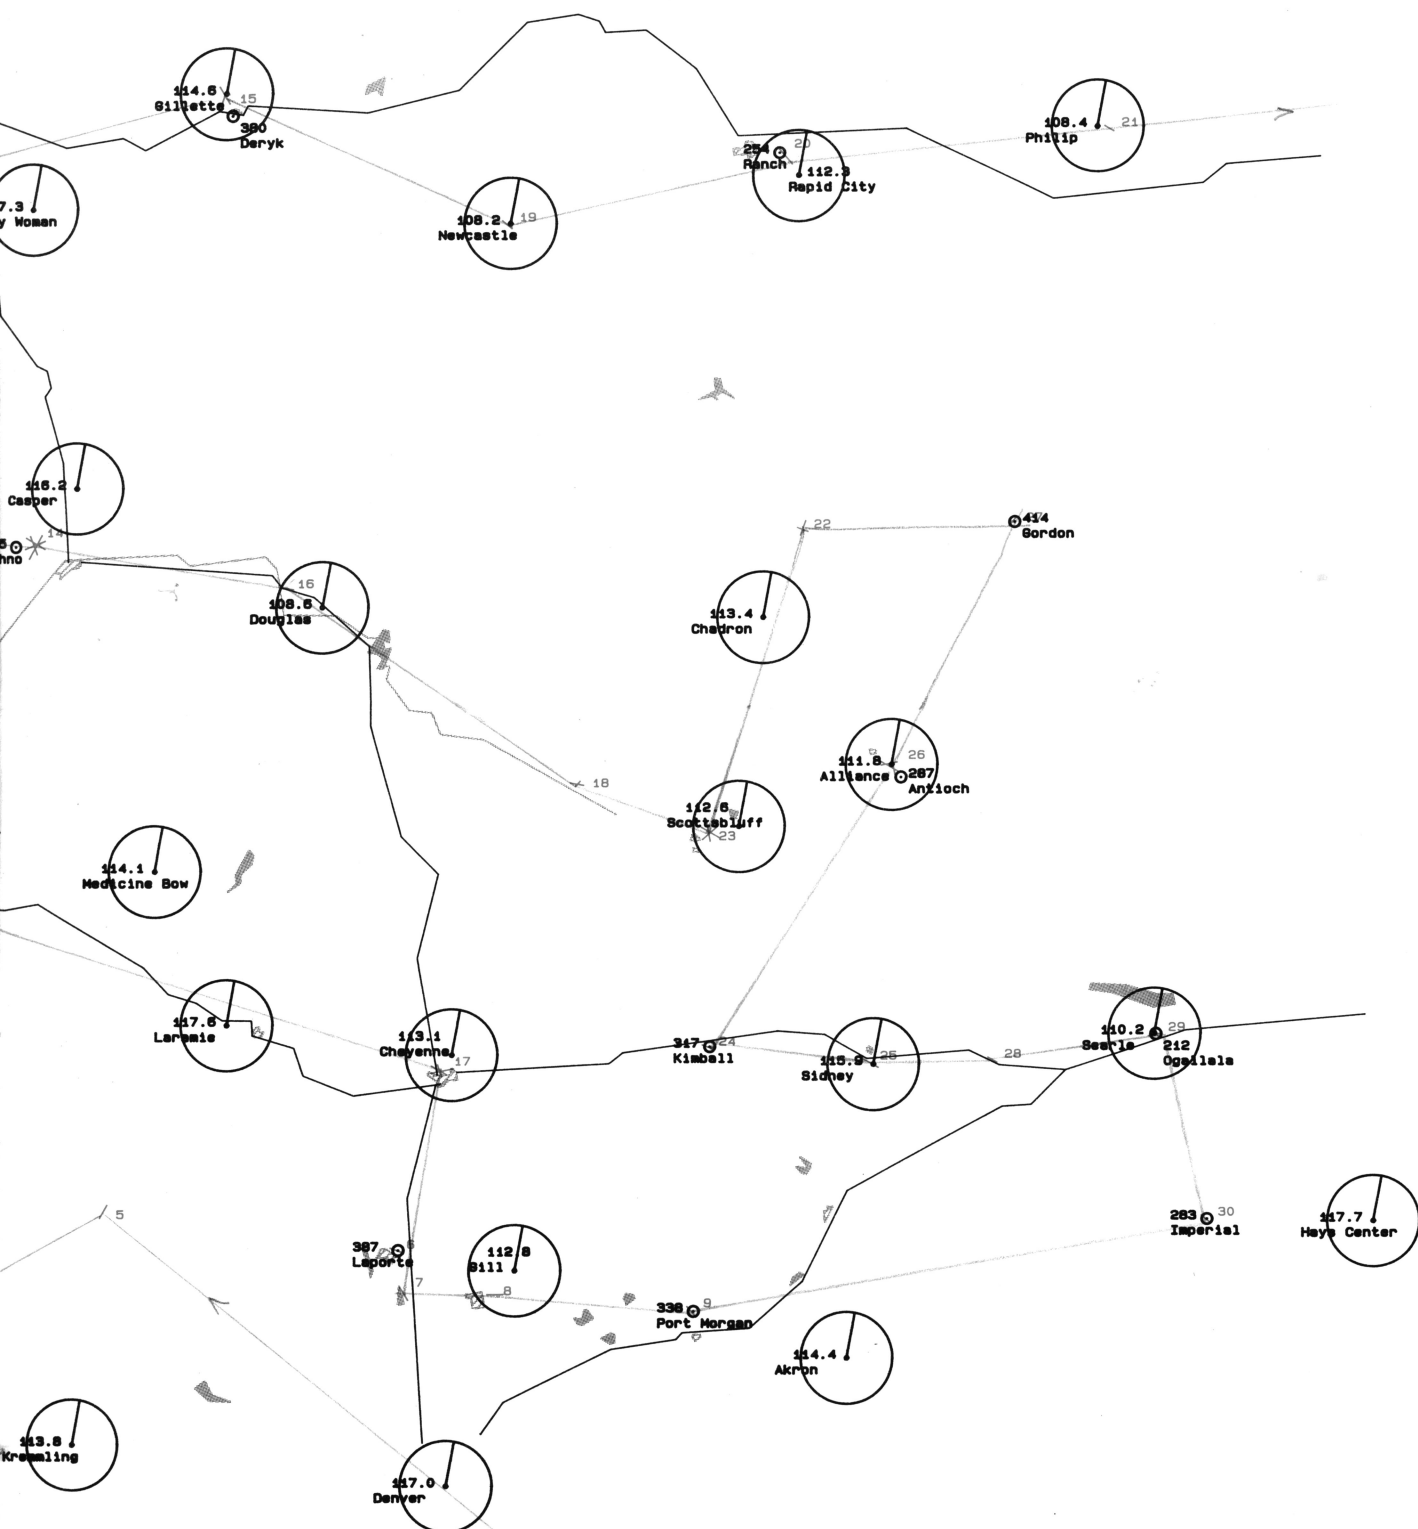 114.6
Gillette
15
380
Deryk
108.4
Philip
21
20
254
Ranch
112.3
Rapid City
7.3
y Woman
108.2
Newcastle
19
116.2
Casper
14
hno
22
414
Gordon
16
108.6
Douglas
113.4
Chadron
18
26
111.8
Alliance
287
Antioch
112.6
Scottsbluff
23
114.1
Medicine Bow
117.6
Laramie
113.1
Cheyenne
17
317
24
Kimball
115.9
25
Sidney
28
110.2
29
Searle
212
Ogallala
5
387
6
Laporte
7
112.8
Gill
8
338
9
Fort Morgan
283
30
Imperial
117.7
Hays Center
114.4
Akron
113.8
Kremmling
117.0
Denver